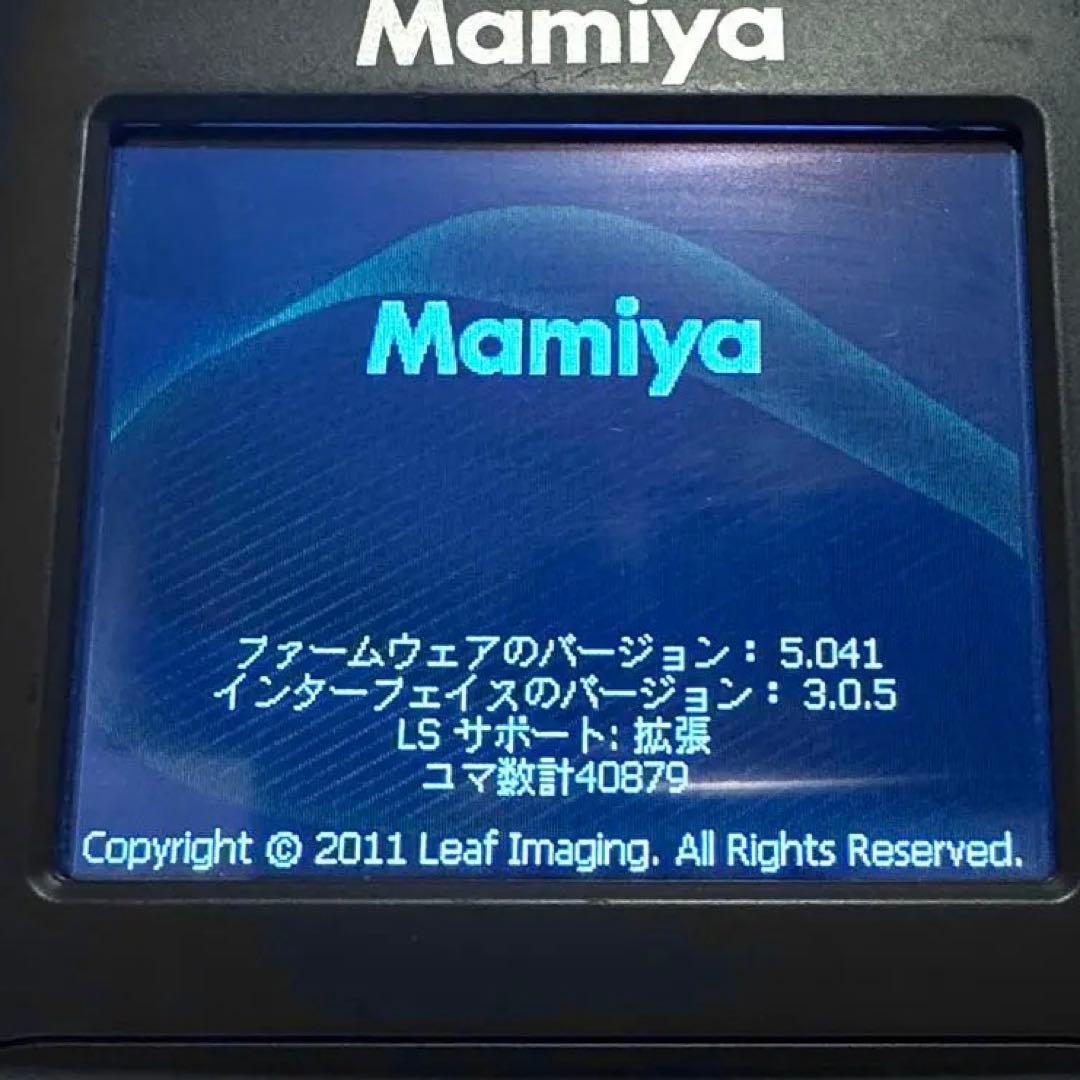 Mamiya
Mamiya
ファームウェアのバージョン： 5.041
インターフェイスのバージョン： 3.0.5
LS サポート: 拡張
コマ数計40879
Copyright © 2011 Leaf Imaging. All Rights Reserved.